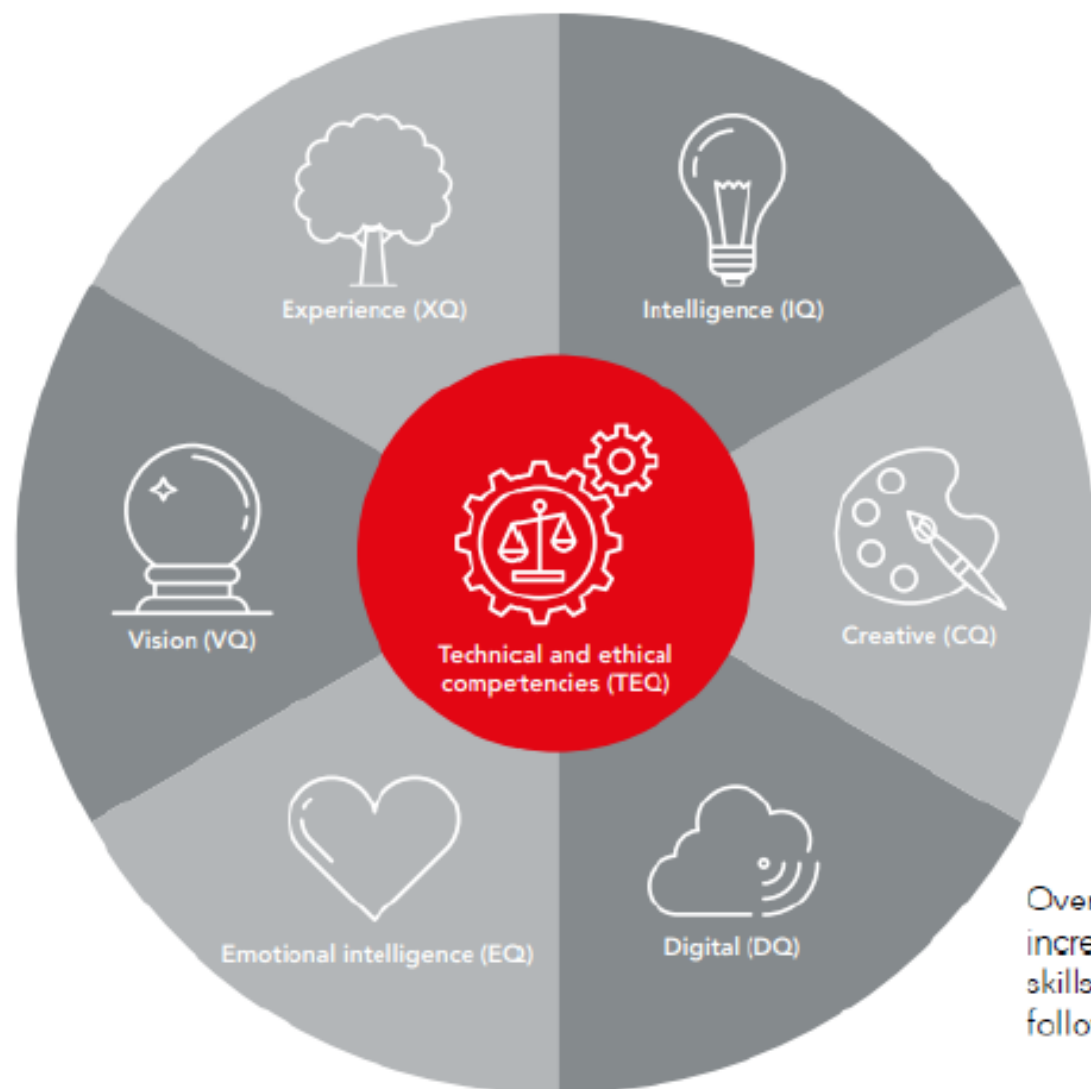 Experience (XQ)
Intelligence (IQ)
Vision (VQ)
Technical and ethical
competencies (TEQ)
Creative (CQ)
Emotional intelligence (EQ)
Digital (DQ)